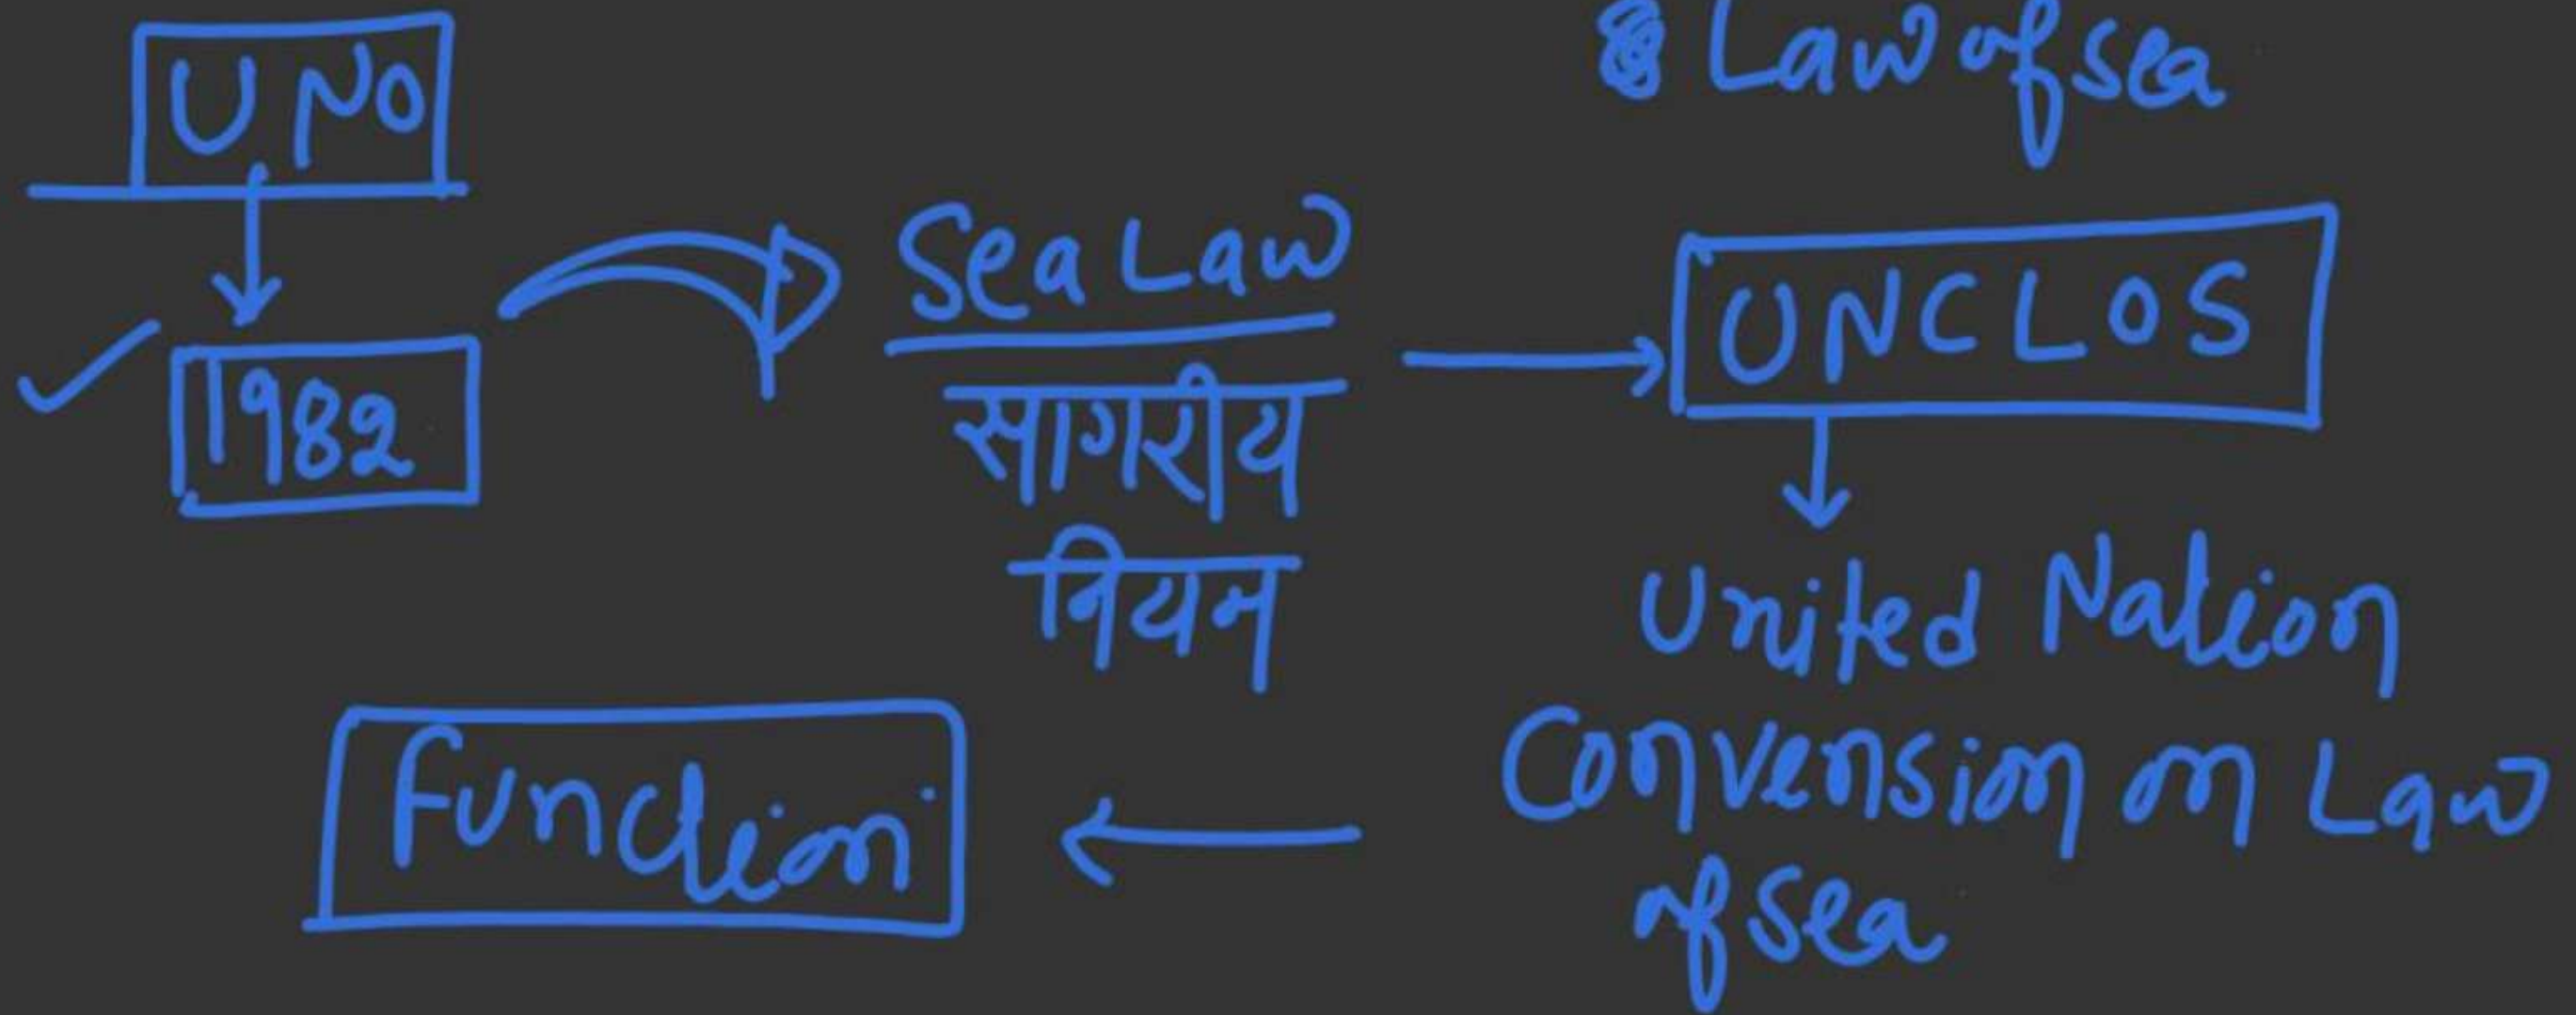 UNO
1982
Sea Law
सागरीय
नियम
Law of sea
UNCLOS
United Nation
Convension on Law
of Sea
Function